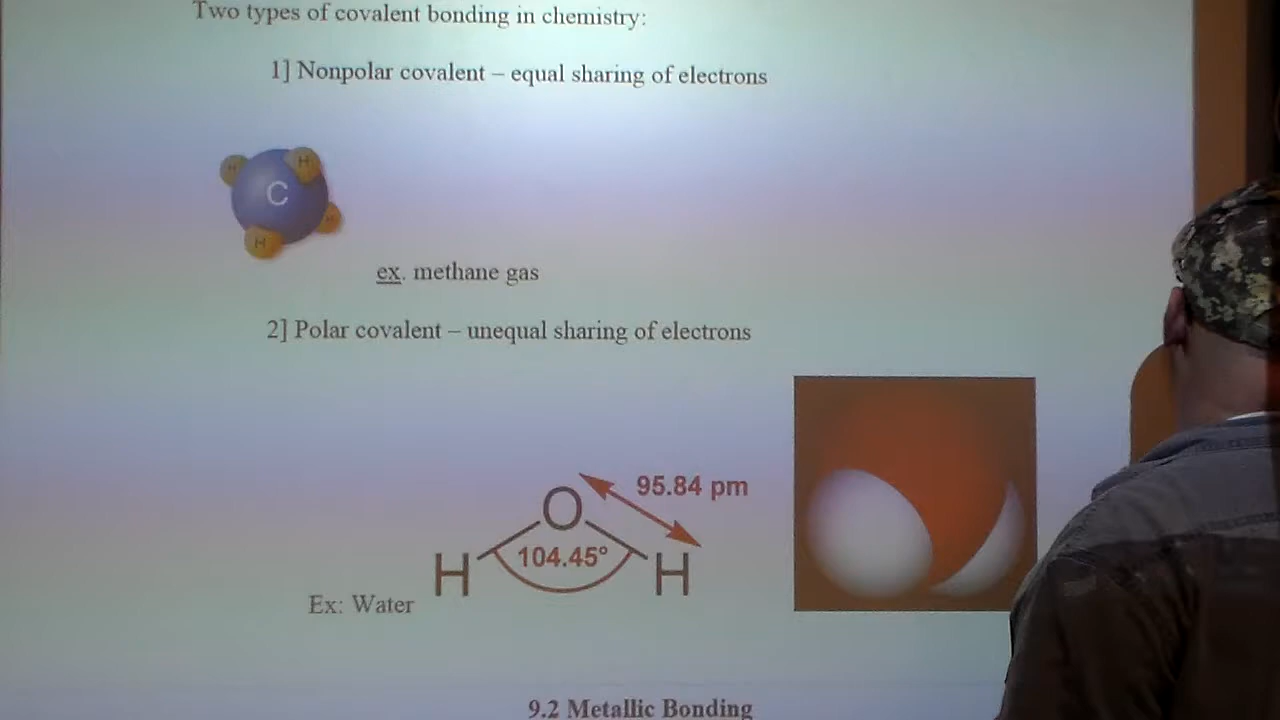 Two types of covalent bonding in chemistry:
1] Nonpolar covalent – equal sharing of electrons
H
H
C
H
H
ex. methane gas
2] Polar covalent – unequal sharing of electrons
95.84 pm
O
104.45°
H
H
Ex: Water
9.2 Metallic Bonding